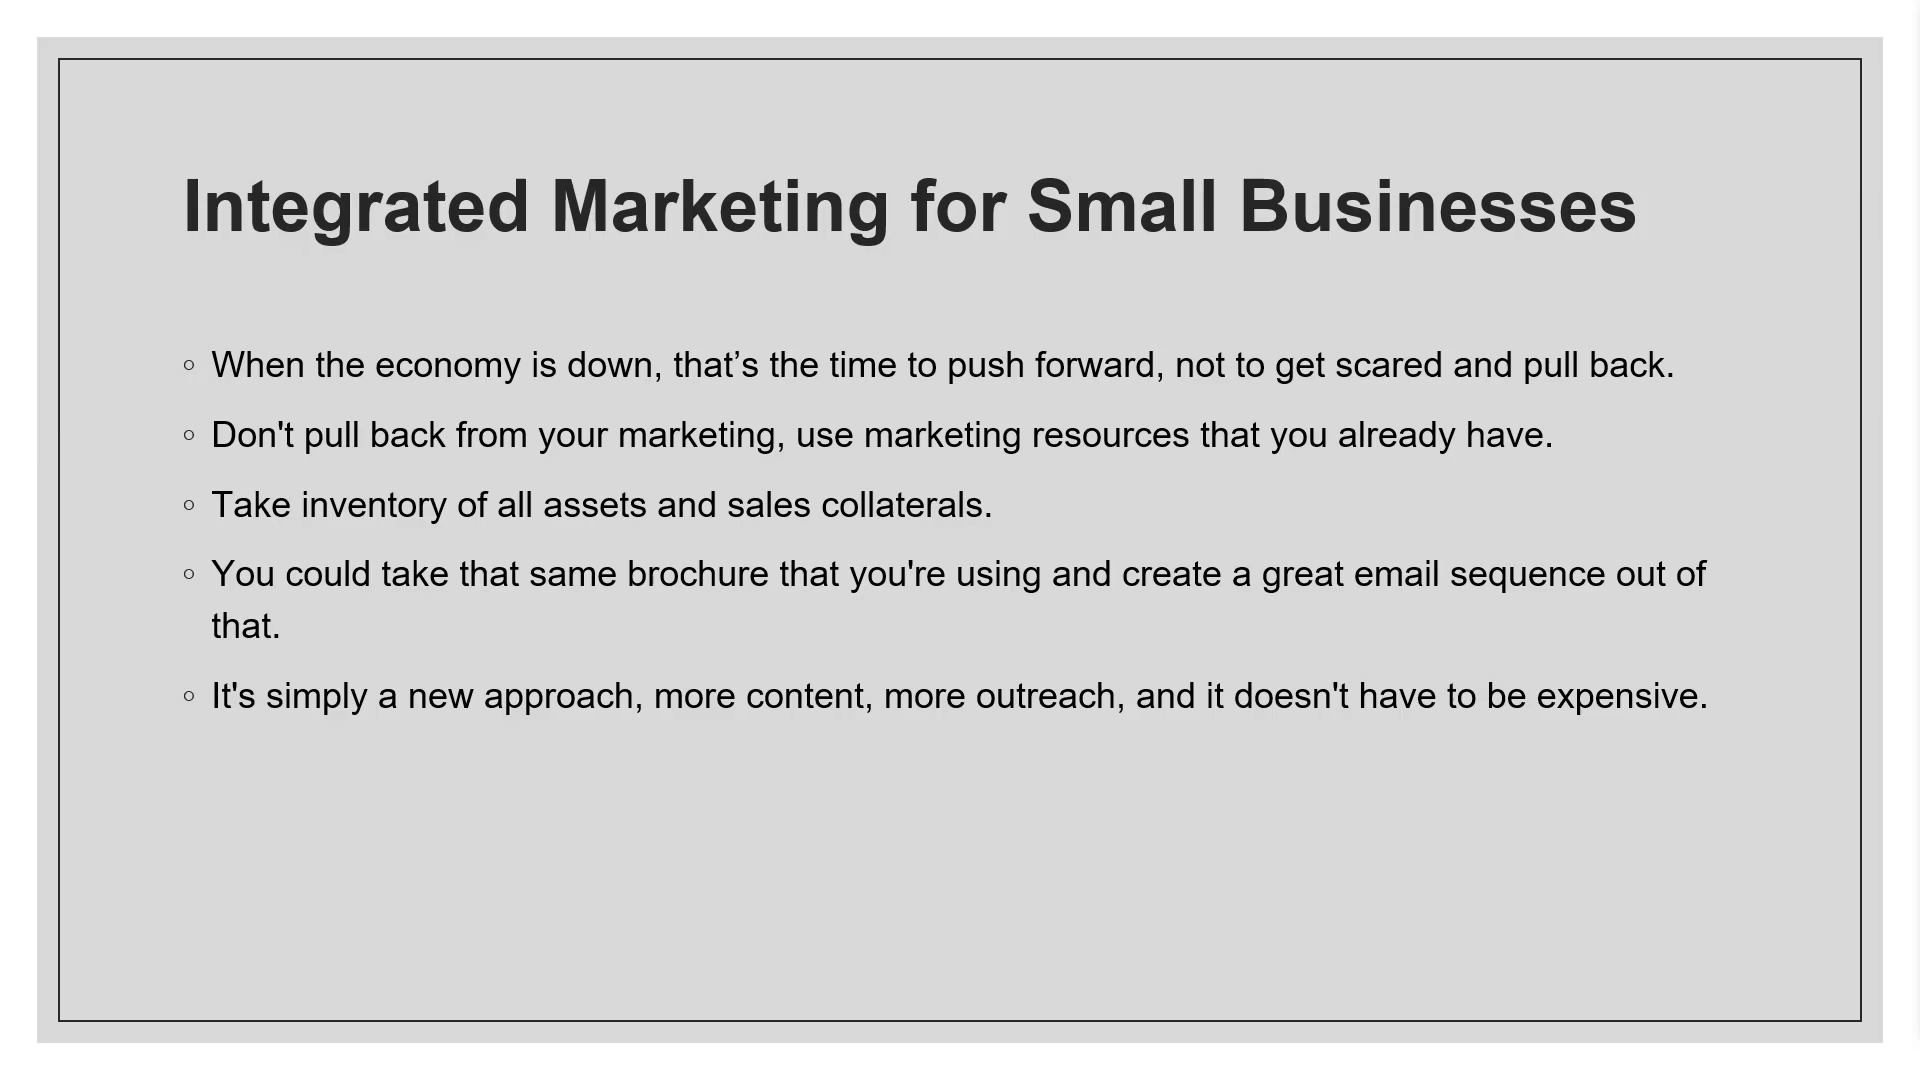 Integrated Marketing for Small Businesses
◦ When the economy is down, that’s the time to push forward, not to get scared and pull back.
◦ Don't pull back from your marketing, use marketing resources that you already have.
◦ Take inventory of all assets and sales collaterals.
◦ You could take that same brochure that you're using and create a great email sequence out of
that.
◦ It's simply a new approach, more content, more outreach, and it doesn't have to be expensive.